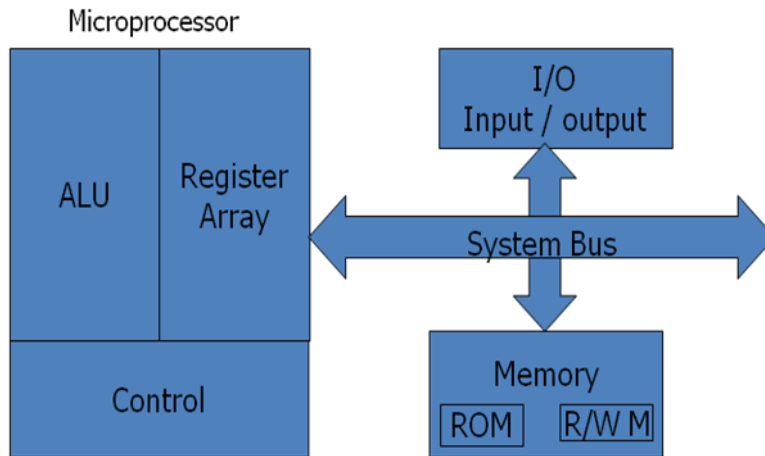 Microprocessor
ALU
Register
Array
Control
I/O
Input / output
System Bus
Memory
ROM
R/W M